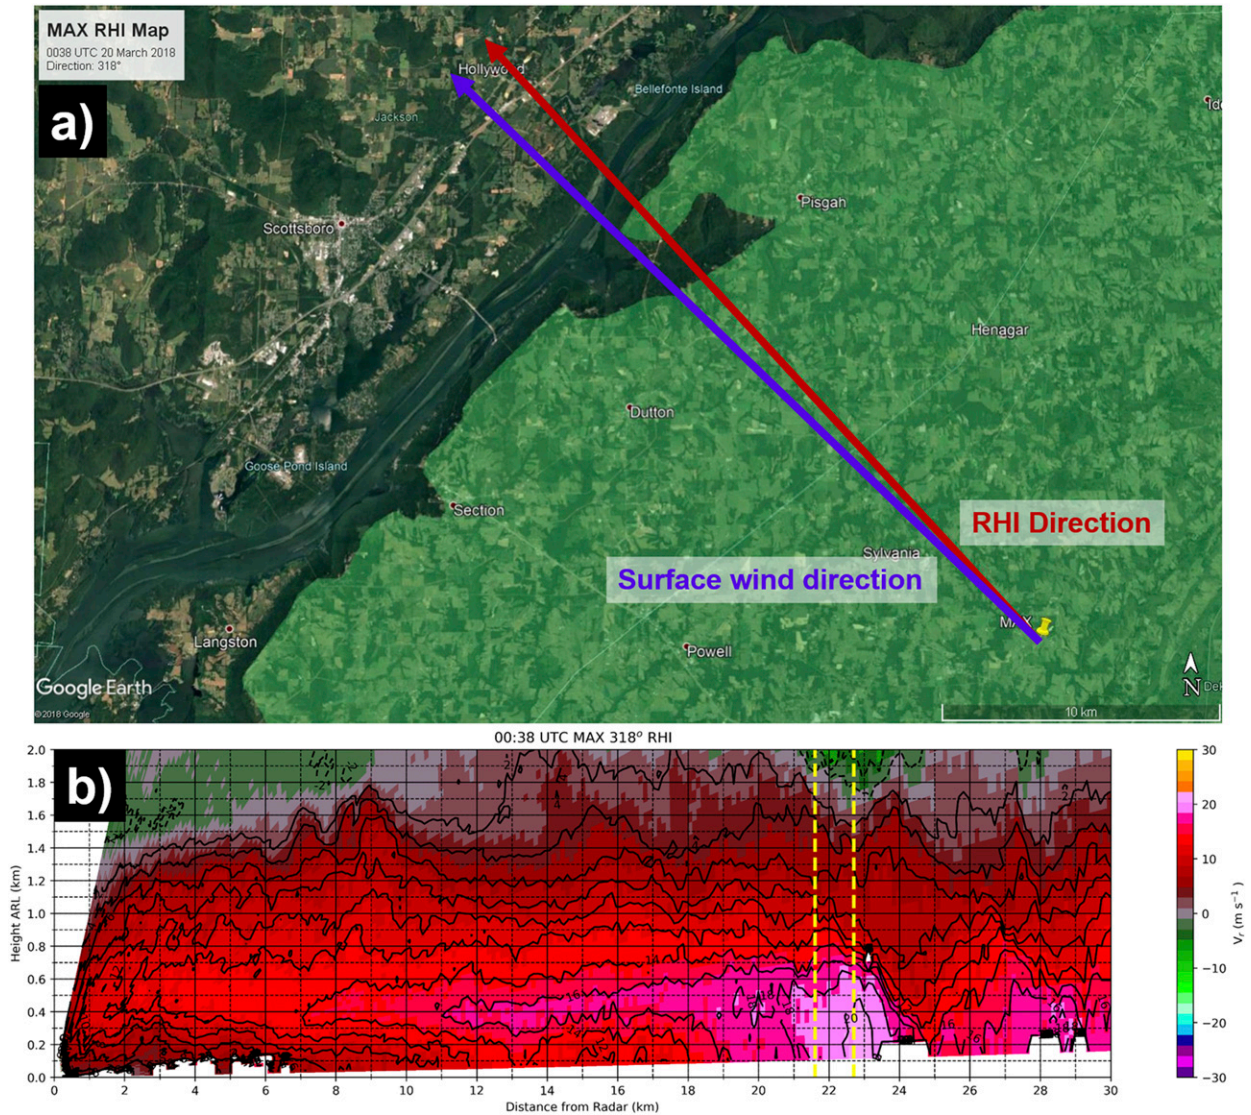 MAX RHI Map
0038 UTC 20 March 2018
Direction: 318°
a)
Hollywood
Bellefonte Island
Jackson
Pisgah
Scottsboro
Henagar
Dutton
Goose Pond Island
Section
RHI Direction
Sylvania
Surface wind direction
MAX
Langston
Powell
N
Google Earth
©2018 Google
10 km
00:38 UTC MAX 318° RHI
b)
2.0
1.8
1.6
1.4
1.2
1.0
0.8
0.6
0.4
0.2
0.0
Height ARL (km)
0 2 4 6 8 10 12 14 16 18 20 22 24 26 28 30
Distance from Radar (km)
30
20
10
0
−10
−20
−30
Vr (m s⁻¹)